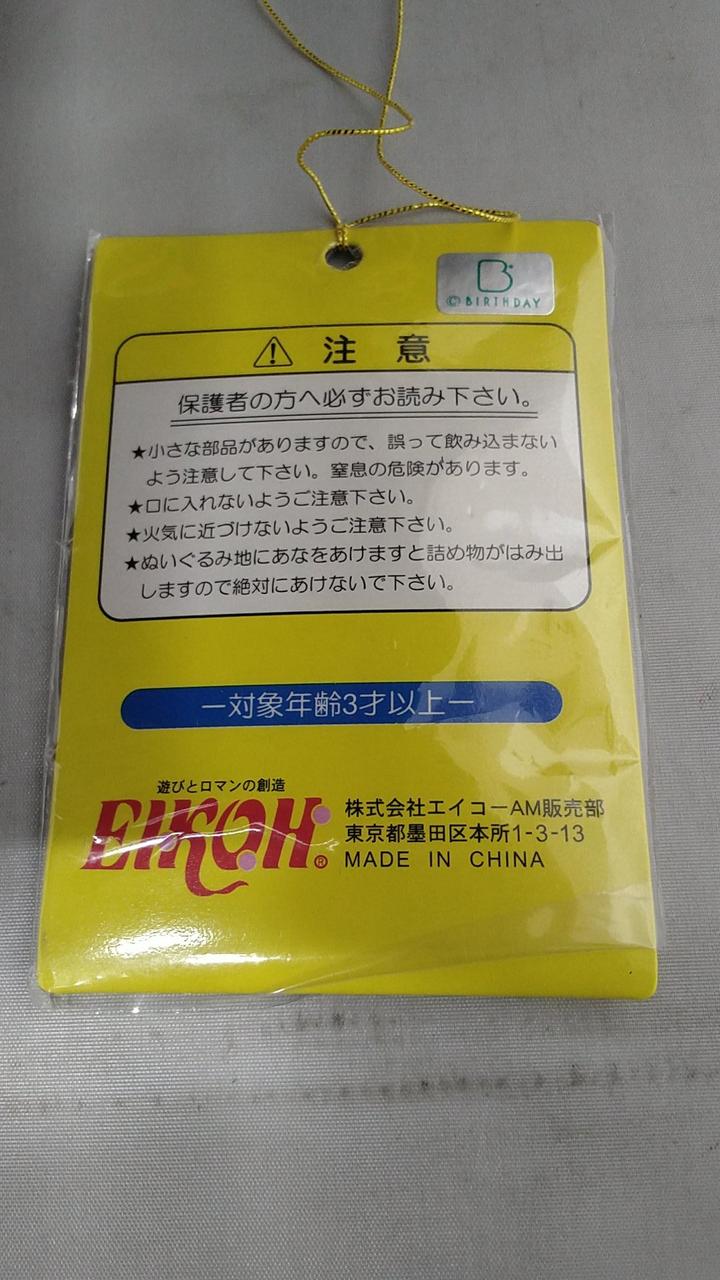 B
© BIRTHDAY
注 意
保護者の方へ必ずお読み下さい。
★小さな部品がありますので、誤って飲み込まない
よう注意して下さい。窒息の危険があります。
★口に入れないようご注意下さい。
★火気に近づけないようご注意下さい。
★ぬいぐるみ地にあなをあけますと詰め物がはみ出
しますので絶対にあけないで下さい。
ー対象年齢3才以上ー
遊びとロマンの創造
EIKOH®
株式会社エイコーAM販売部
東京都墨田区本所1-3-13
MADE IN CHINA